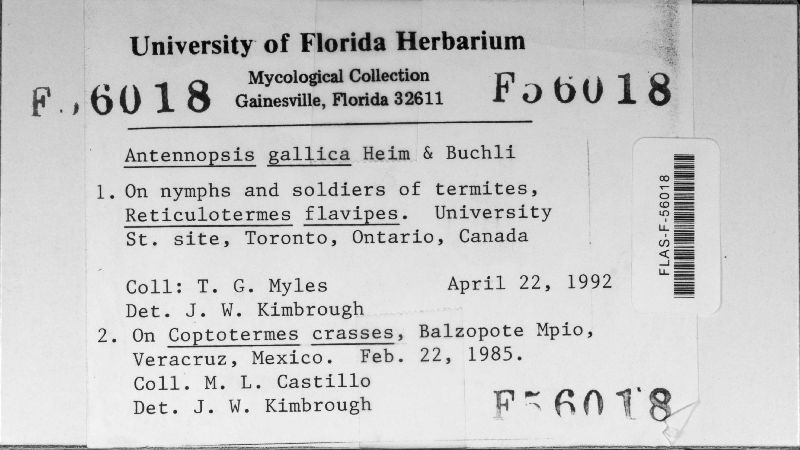 University of Florida Herbarium
Mycological Collection
Gainesville, Florida 32611
F56018
F56018
Antennopsis gallica Heim & Buchli
1. On nymphs and soldiers of termites,
Reticulotermes flavipes. University
St. site, Toronto, Ontario, Canada
Coll: T. G. Myles April 22, 1992
Det. J. W. Kimbrough
2. On Coptotermes crasses, Balzopote Mpio,
Veracruz, Mexico. Feb. 22, 1985.
Coll. M. L. Castillo
Det. J. W. Kimbrough
F56018
FLAS-F-56018